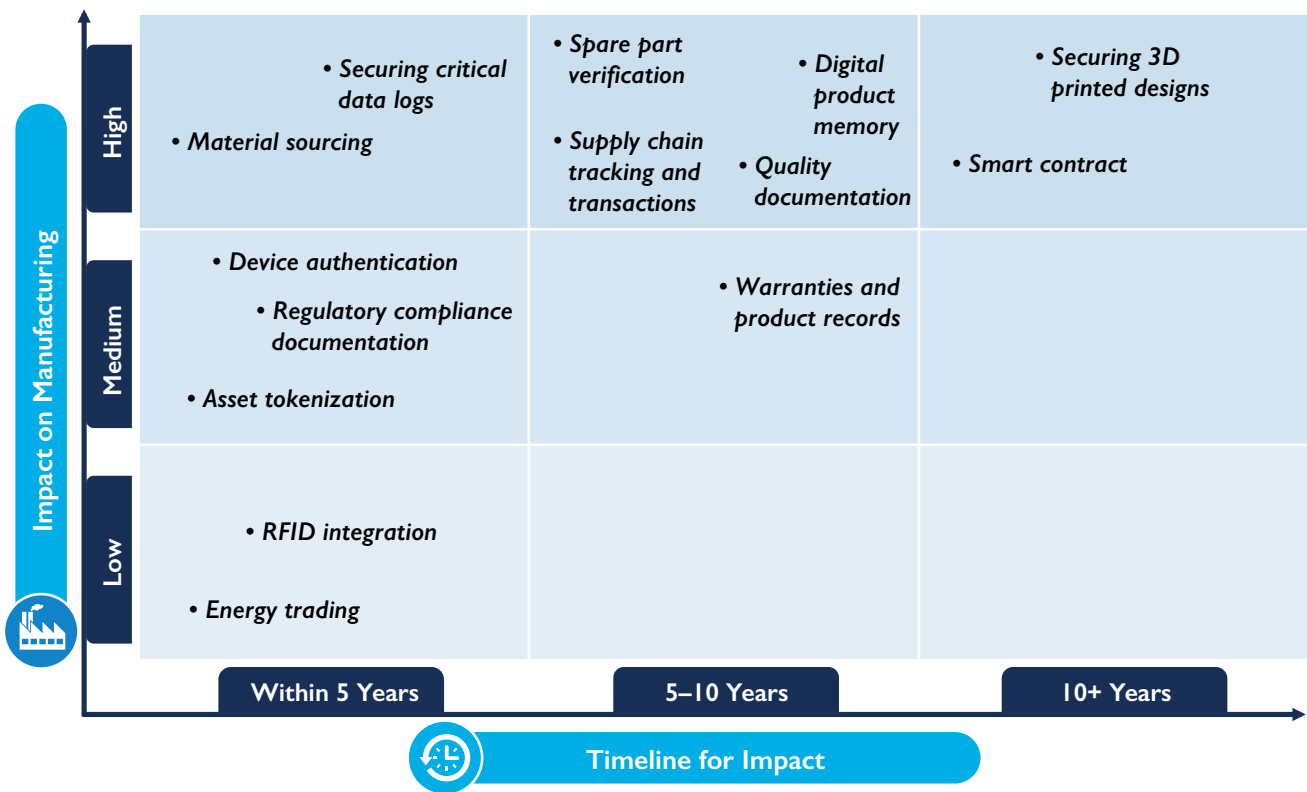 Impact on Manufacturing
High
• Securing critical
data logs
• Material sourcing
• Spare part
verification
• Supply chain
tracking and
transactions
• Digital
product
memory
• Quality
documentation
• Securing 3D
printed designs
• Smart contract
Medium
• Device authentication
• Regulatory compliance
documentation
• Asset tokenization
• Warranties and
product records
Low
• RFID integration
• Energy trading
Within 5 Years
5–10 Years
10+ Years
Timeline for Impact